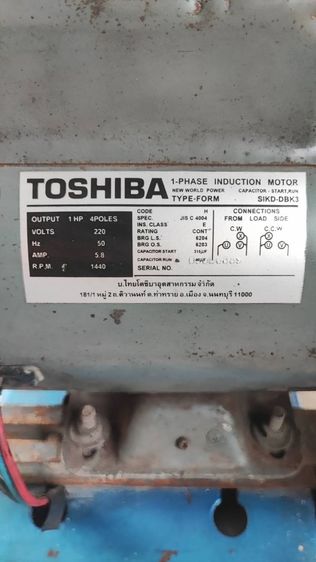 TOSHIBA
1-PHASE INDUCTION MOTOR
NEW WORLD POWER CAPACITOR-START,RUN
TYPE-FORM SIKD-DBK3
OUTPUT 1 HP 4POLES
VOLTS 220
Hz 50
AMP. 5.8
R.P.M. 1440
CODE H
SPEC. JIS C 4004
INS. CLASS E
RATING CONT
BRG L.S. 6204
BRG O.S. 6203
CAPACITOR START
CAPACITOR RUN
SERIAL NO.
CONNECTIONS
FROM LOAD SIDE
C.W C.C.W
X X
U V U V
บ.ไทยโตชิบาอุตสาหกรรม จำกัด
181/1 หมู่ 2 ถ.ติวานนท์ ต.ท่าทราย อ.เมือง จ.นนทบุรี 11000